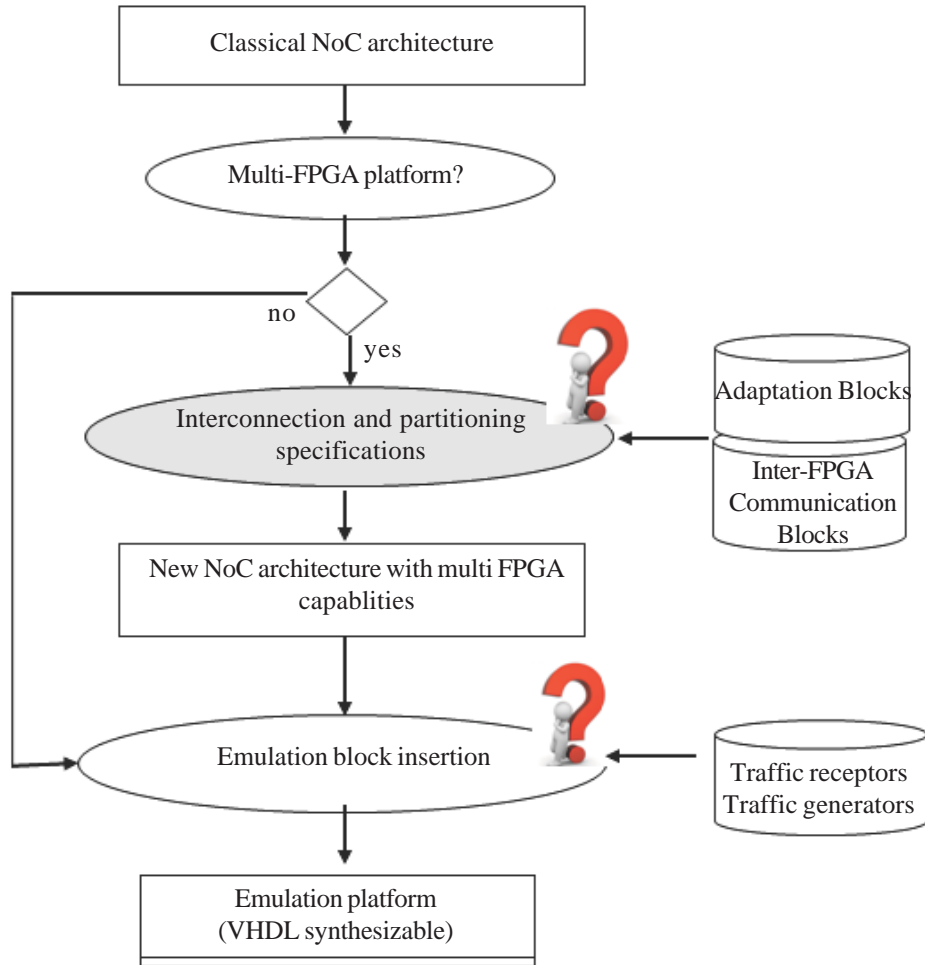 Classical NoC architecture
Multi-FPGA platform?
no
yes
Interconnection and partitioning
specifications
Adaptation Blocks
Inter-FPGA
Communication
Blocks
New NoC architecture with multi FPGA
capablities
Emulation block insertion
Traffic receptors
Traffic generators
Emulation platform
(VHDL synthesizable)